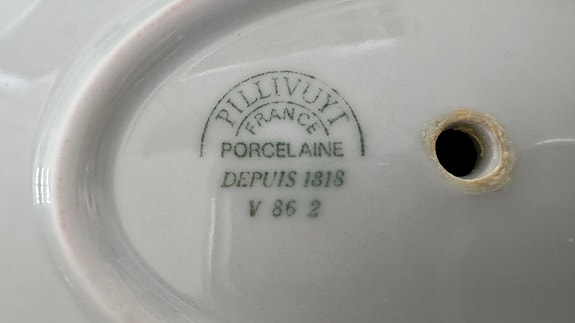 PILLIVUYT
FRANCE
PORCELAINE
DEPUIS 1818
V 86 2